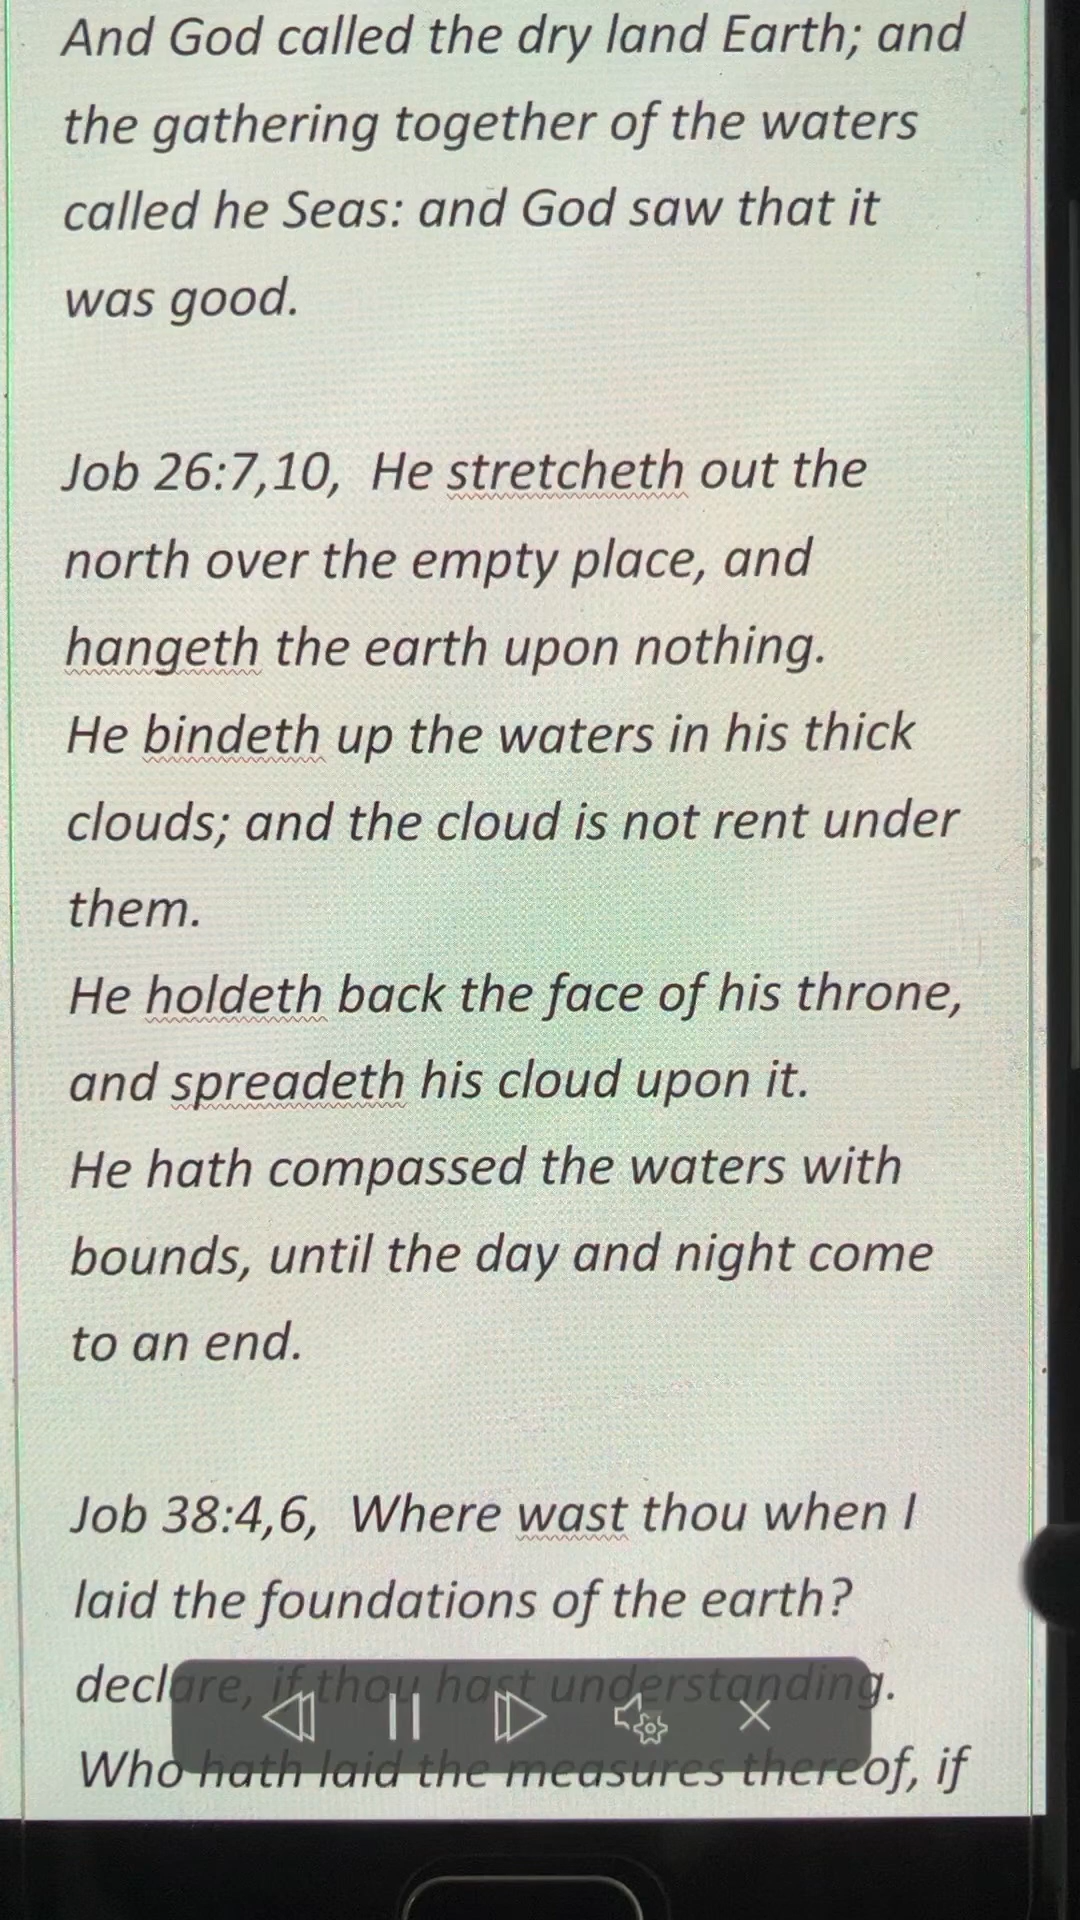 And God called the dry land Earth; and
the gathering together of the waters
called he Seas: and God saw that it
was good.
Job 26:7,10, He stretcheth out the
north over the empty place, and
hangeth the earth upon nothing.
He bindeth up the waters in his thick
clouds; and the cloud is not rent under
them.
He holdeth back the face of his throne,
and spreadeth his cloud upon it.
He hath compassed the waters with
bounds, until the day and night come
to an end.
Job 38:4,6, Where wast thou when I
laid the foundations of the earth?
declare, if thou hast understanding.
Who hath laid the measures thereof, if